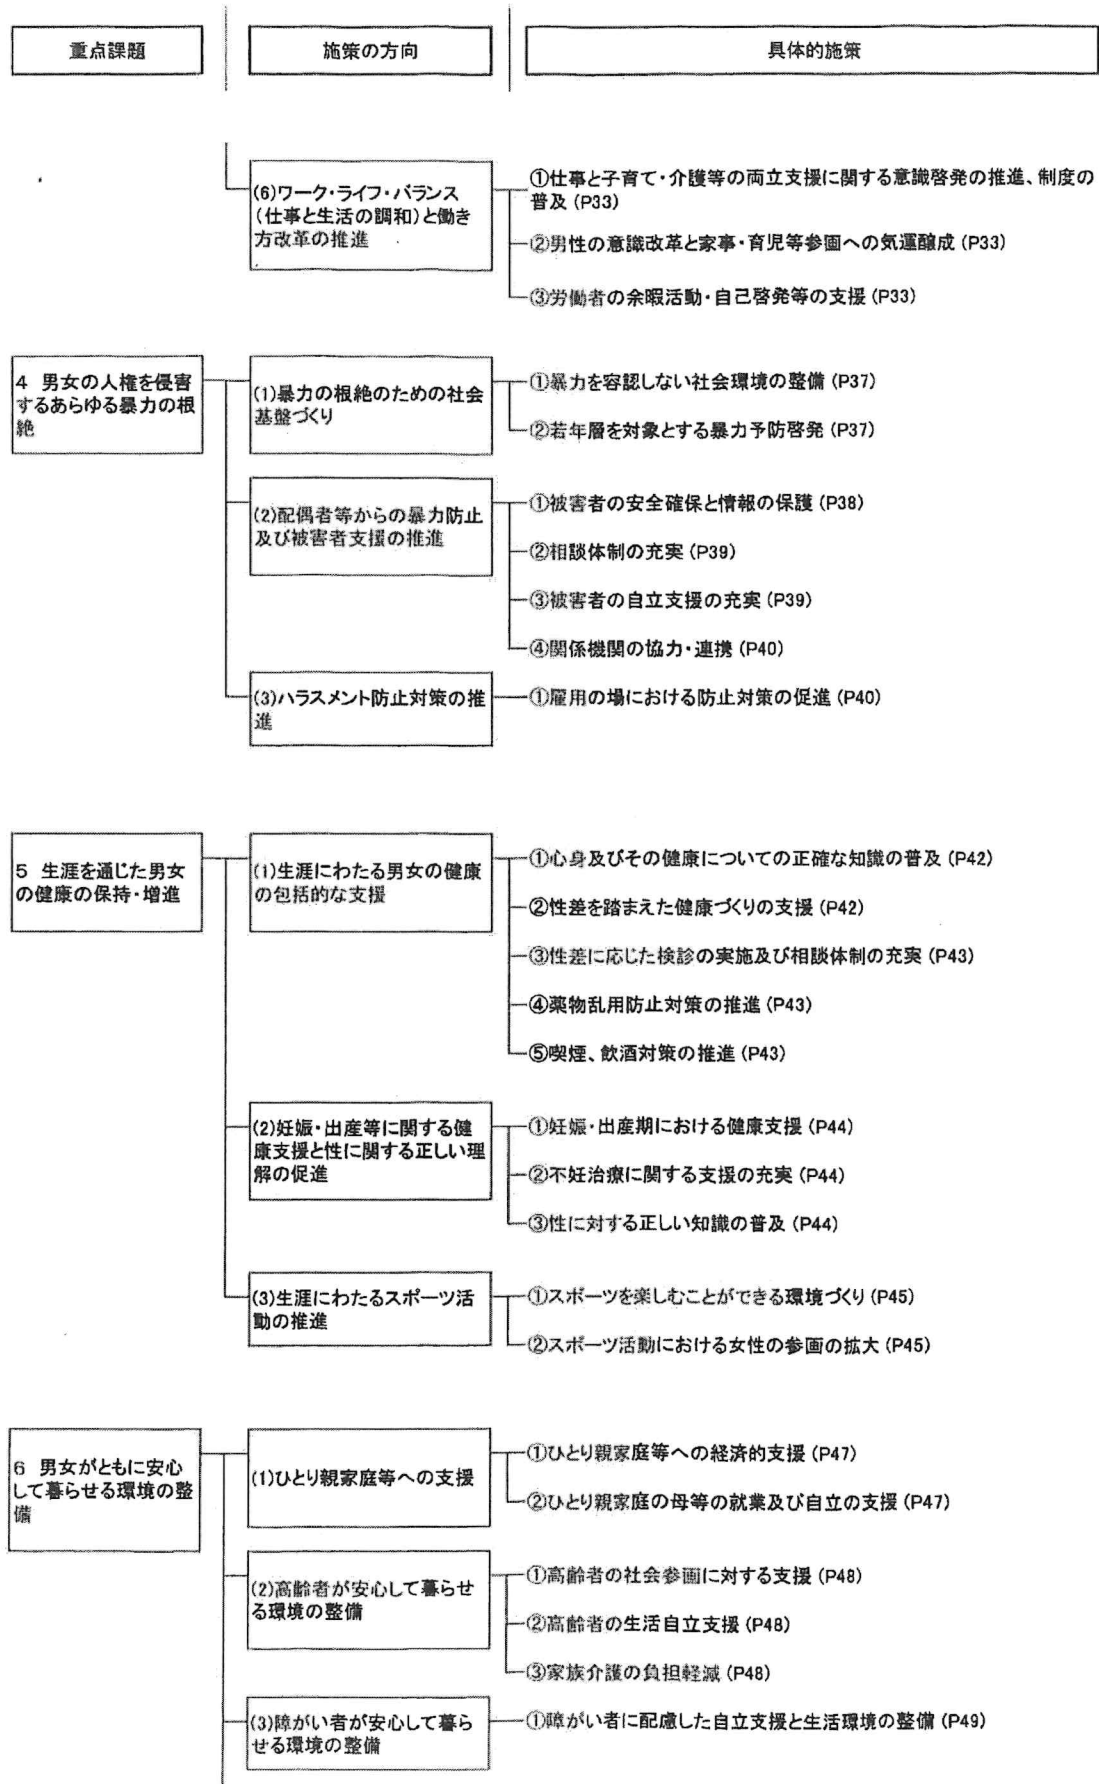 重点課題
施策の方向
具体的施策
(6)ワーク・ライフ・バランス
(仕事と生活の調和)と働き
方改革の推進
①仕事と子育て・介護等の両立支援に関する意識啓発の推進、制度の
普及(P33)
②男性の意識改革と家事・育児等参画への気運醸成(P33)
③労働者の余暇活動・自己啓発等の支援(P33)
4 男女の人権を侵害
するあらゆる暴力の根
絶
(1)暴力の根絶のための社会
基盤づくり
①暴力を容認しない社会環境の整備(P37)
②若年層を対象とする暴力予防啓発(P37)
(2)配偶者等からの暴力防止
及び被害者支援の推進
①被害者の安全確保と情報の保護(P38)
②相談体制の充実(P39)
③被害者の自立支援の充実(P39)
④関係機関の協力・連携(P40)
(3)ハラスメント防止対策の推
進
①雇用の場における防止対策の促進(P40)
5 生涯を通じた男女
の健康の保持・増進
(1)生涯にわたる男女の健康
の包括的な支援
①心身及びその健康についての正確な知識の普及(P42)
②性差を踏まえた健康づくりの支援(P42)
③性差に応じた検診の実施及び相談体制の充実(P43)
④薬物乱用防止対策の推進(P43)
⑤喫煙、飲酒対策の推進(P43)
(2)妊娠・出産等に関する健
康支援と性に関する正しい理
解の促進
①妊娠・出産期における健康支援(P44)
②不妊治療に関する支援の充実(P44)
③性に対する正しい知識の普及(P44)
(3)生涯にわたるスポーツ活
動の推進
①スポーツを楽しむことができる環境づくり(P45)
②スポーツ活動における女性の参画の拡大(P45)
6 男女がともに安心
して暮らせる環境の整
備
(1)ひとり親家庭等への支援
①ひとり親家庭等への経済的支援(P47)
②ひとり親家庭の母等の就業及び自立の支援(P47)
(2)高齢者が安心して暮らせ
る環境の整備
①高齢者の社会参画に対する支援(P48)
②高齢者の生活自立支援(P48)
③家族介護の負担軽減(P48)
(3)障がい者が安心して暮ら
せる環境の整備
①障がい者に配慮した自立支援と生活環境の整備(P49)